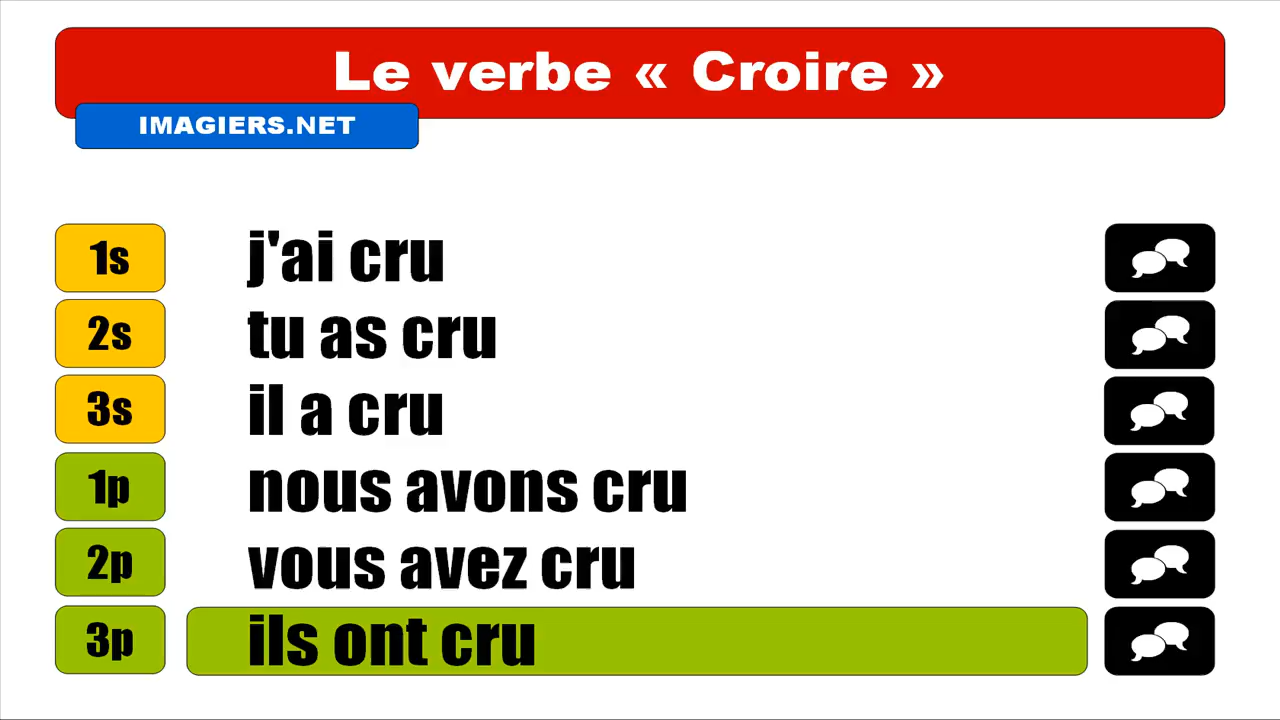 Le verbe « Croire »
IMAGIERS.NET
1s j'ai cru
2s tu as cru
3s il a cru
1p nous avons cru
2p vous avez cru
3p ils ont cru